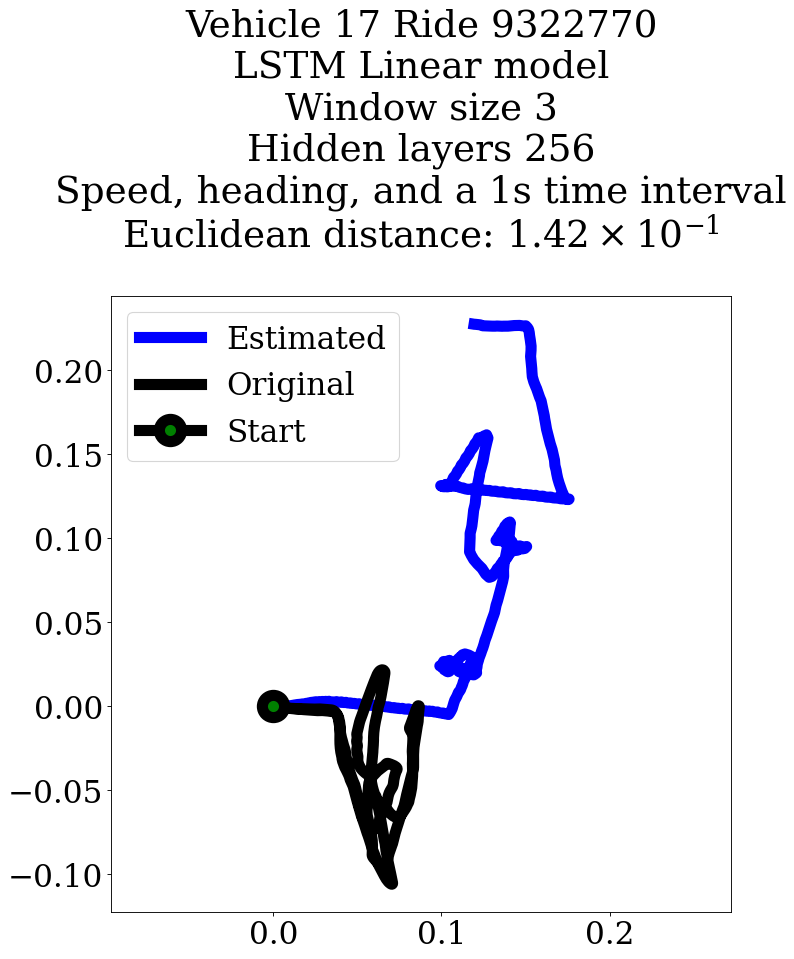 Vehicle 17 Ride 9322770
LSTM Linear model
Window size 3
Hidden layers 256
Speed, heading, and a 1s time interval
Euclidean distance: 1.42 × 10⁻¹
Estimated
Original
Start
0.20
0.15
0.10
0.05
0.00
−0.05
−0.10
0.0 0.1 0.2